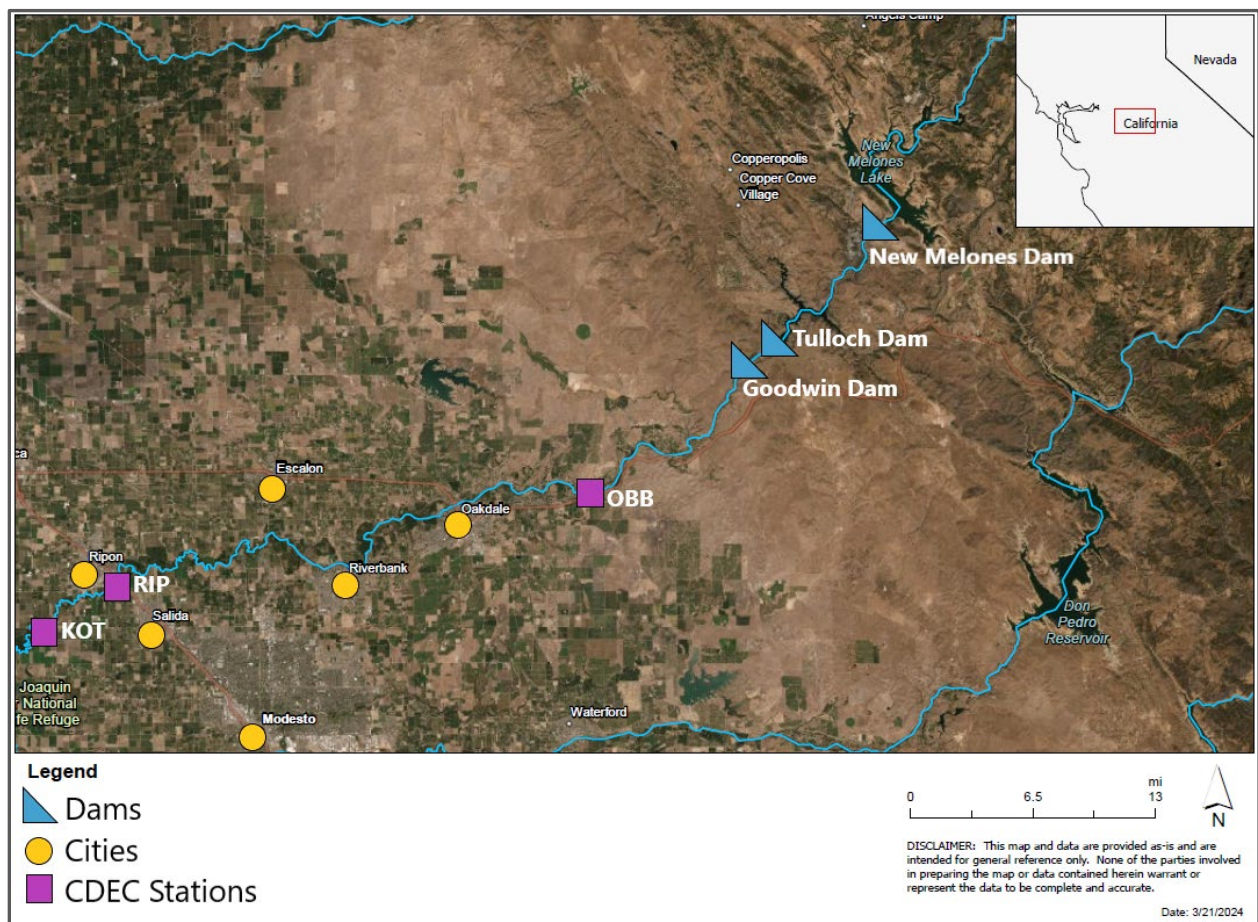 Angels Camp
Nevada
California
New
Melones
Lake
Copperopolis
Copper Cove
Village
New Melones Dam
Tulloch Dam
Goodwin Dam
ca
Escalon
OBB
Oakdale
Ripon
RIP
Riverbank
Salida
KOT
Don
Pedro
Reservoir
Joaquin
r National
fe Refuge
Modesto
Waterford
Legend
Dams
Cities
CDEC Stations
mi
0 6.5 13
N
DISCLAIMER: This map and data are provided as-is and are
intended for general reference only. None of the parties involved
in preparing the map or data contained herein warrant or
represent the data to be complete and accurate.
Date: 3/21/2024